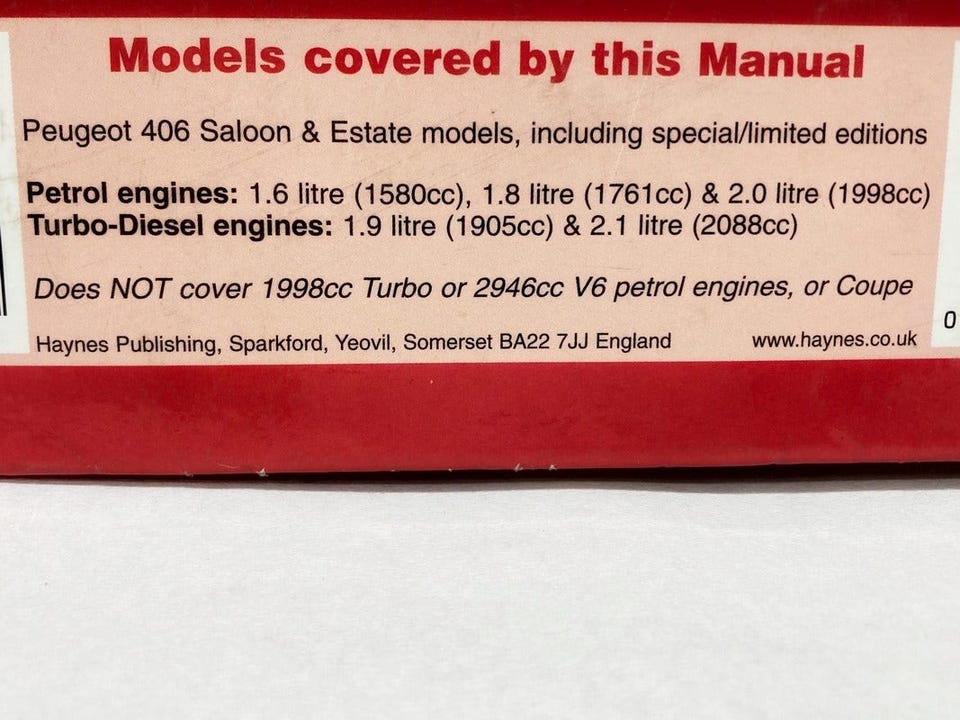 Models covered by this Manual
Peugeot 406 Saloon & Estate models, including special/limited editions
Petrol engines: 1.6 litre (1580cc), 1.8 litre (1761cc) & 2.0 litre (1998cc)
Turbo-Diesel engines: 1.9 litre (1905cc) & 2.1 litre (2088cc)
Does NOT cover 1998cc Turbo or 2946cc V6 petrol engines, or Coupe
Haynes Publishing, Sparkford, Yeovil, Somerset BA22 7JJ England www.haynes.co.uk
0